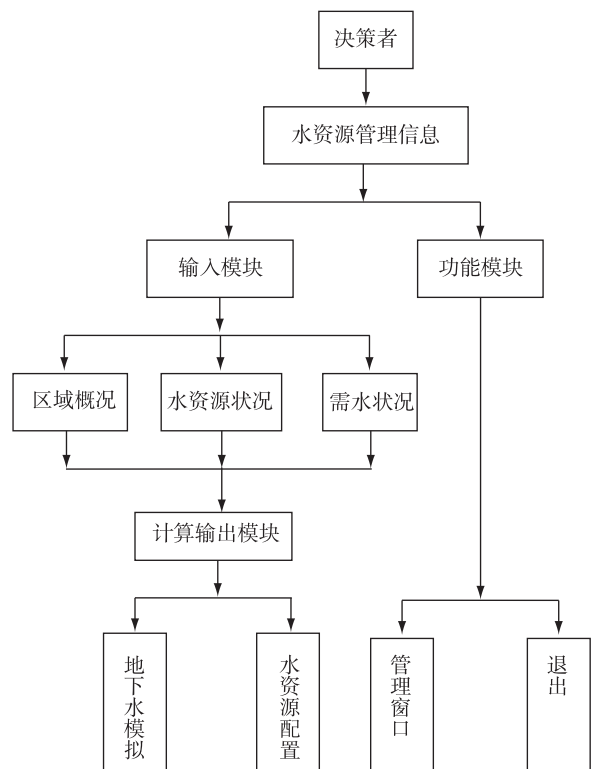 决策者
水资源管理信息
输入模块
功能模块
区域概况
水资源状况
需水状况
计算输出模块
地下水模拟
水资源配置
管理窗口
退出